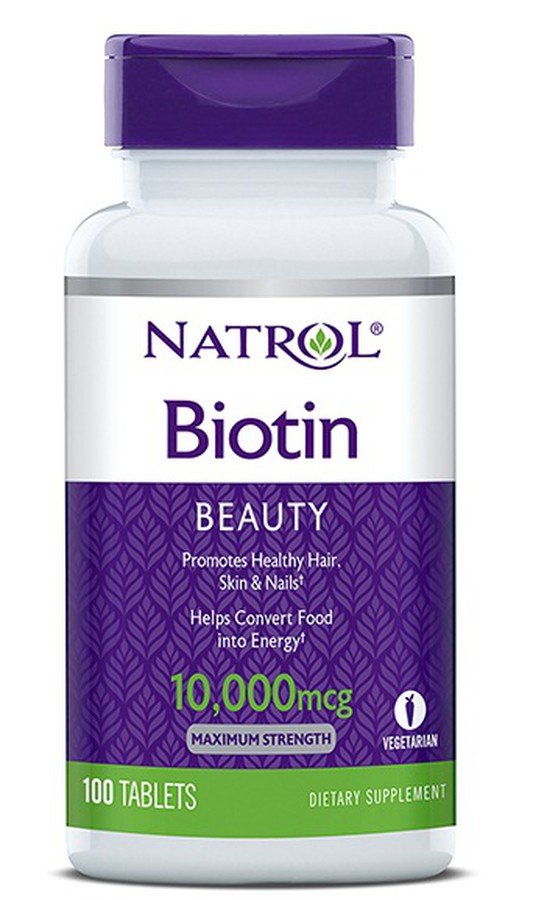 NATROL®
Biotin
BEAUTY
Promotes Healthy Hair,
Skin & Nails†
Helps Convert Food
into Energy†
10,000mcg
MAXIMUM STRENGTH
VEGETARIAN
100 TABLETS
DIETARY SUPPLEMENT